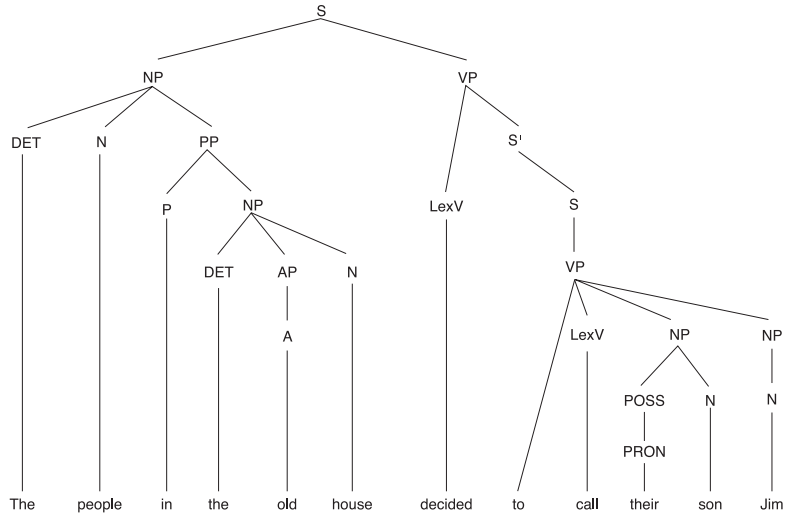 S
NP VP
DET N PP S'
P NP LexV S
DET AP N VP
A LexV NP NP
POSS N N
PRON
The people in the old house decided to call their son Jim